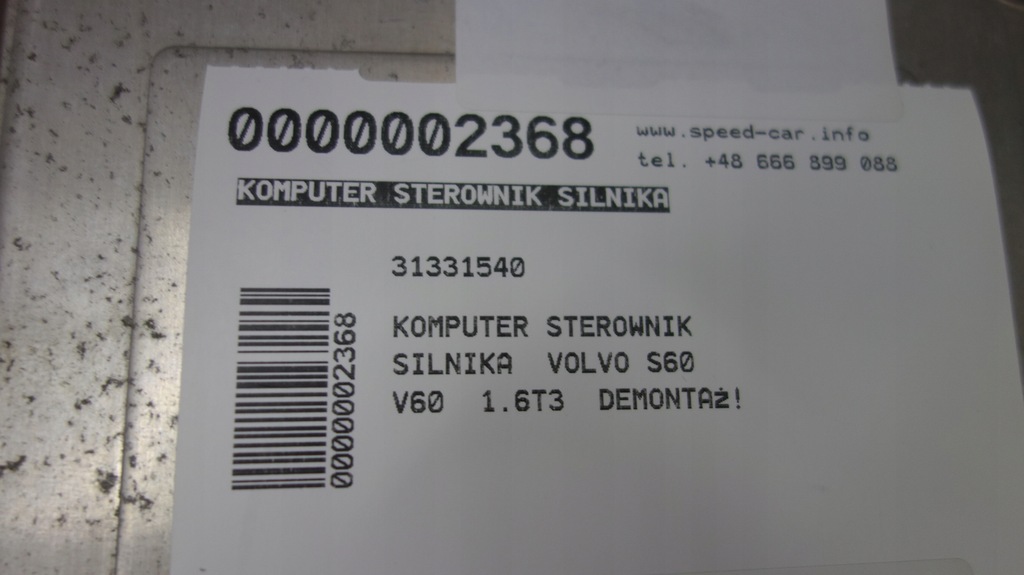 0000002368
www.speed-car.info
tel. +48 666 899 088
KOMPUTER STEROWNIK SILNIKA
31331540
0000002368
KOMPUTER STEROWNIK
SILNIKA VOLVO S60
V60 1.6T3 DEMONTAż!